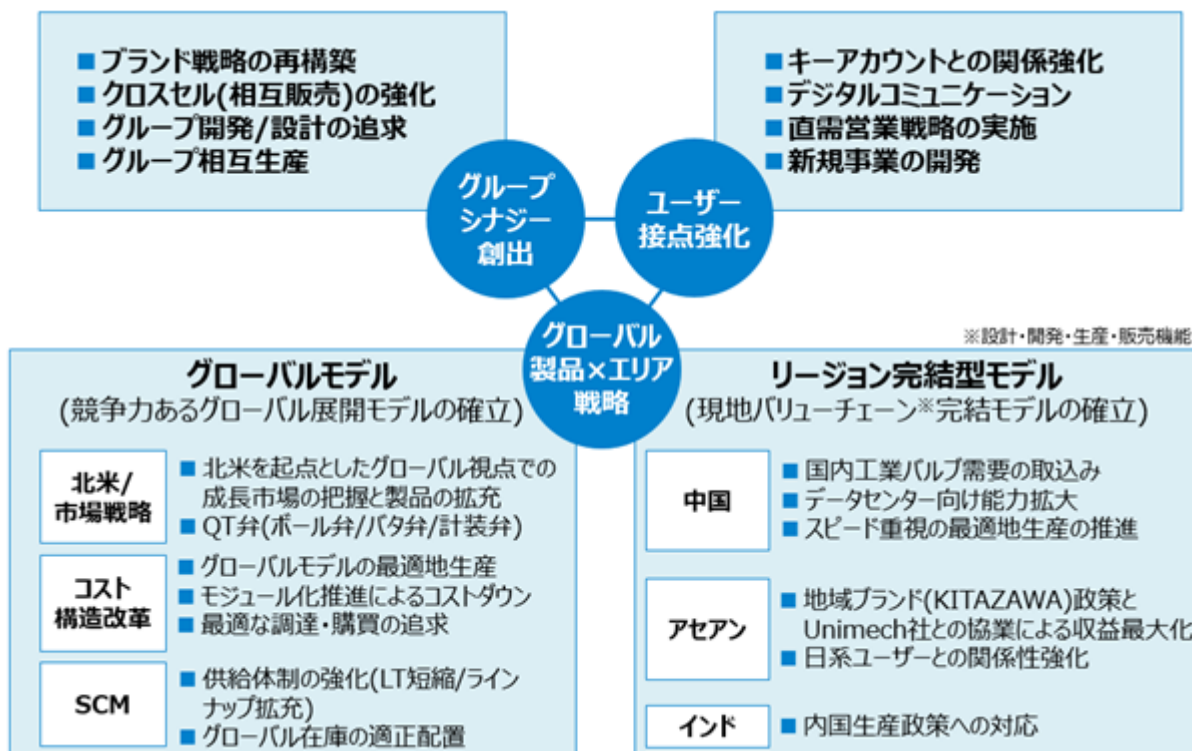 ■ ブランド戦略の再構築
■ クロスセル(相互販売)の強化
■ グループ開発/設計の追求
■ グループ相互生産
■ キーアカウントとの関係強化
■ デジタルコミュニケーション
■ 直需営業戦略の実施
■ 新規事業の開発
グループ
シナジー
創出
ユーザー
接点強化
グローバル
製品×エリア
戦略
※設計・開発・生産・販売機能
グローバルモデル
(競争力あるグローバル展開モデルの確立)
北米/
市場戦略
■ 北米を起点としたグローバル視点での
成長市場の把握と製品の拡充
■ QT弁(ボール弁/バタ弁/計装弁)
コスト
構造改革
■ グローバルモデルの最適地生産
■ モジュール化推進によるコストダウン
■ 最適な調達・購買の追求
SCM
■ 供給体制の強化(LT短縮/ライン
ナップ拡充)
■ グローバル在庫の適正配置
リージョン完結型モデル
(現地バリューチェーン※完結モデルの確立)
中国
■ 国内工業バルブ需要の取込み
■ データセンター向け能力拡大
■ スピード重視の最適地生産の推進
アセアン
■ 地域ブランド(KITAZAWA)政策と
Unimech社との協業による収益最大化
■ 日系ユーザーとの関係性強化
インド
■ 内国生産政策への対応